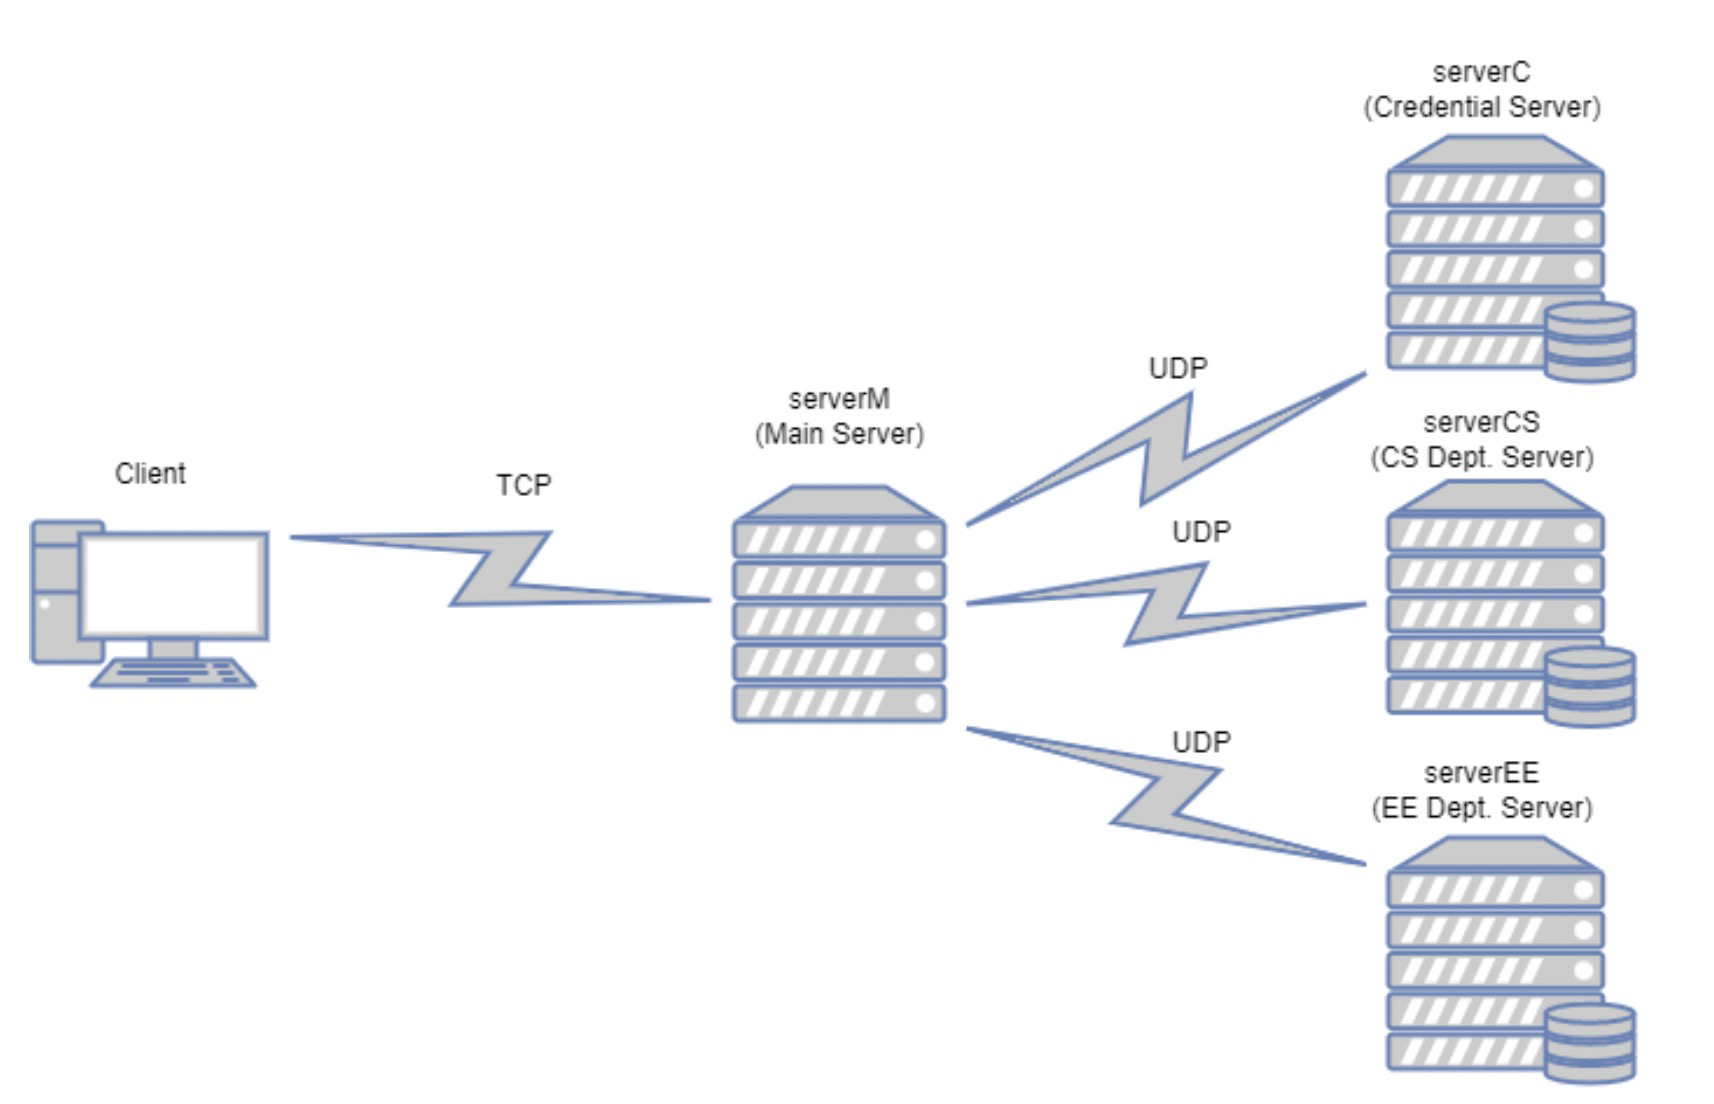 serverC
(Credential Server)
UDP
serverM
(Main Server)
serverCS
(CS Dept. Server)
Client
TCP
UDP
UDP
serverEE
(EE Dept. Server)